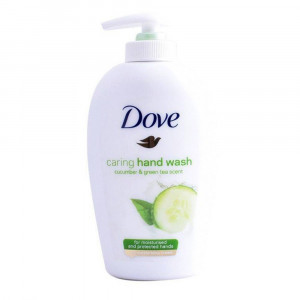 Dove
caring hand wash
cucumber & green tea scent
for moisturised
and protected hands